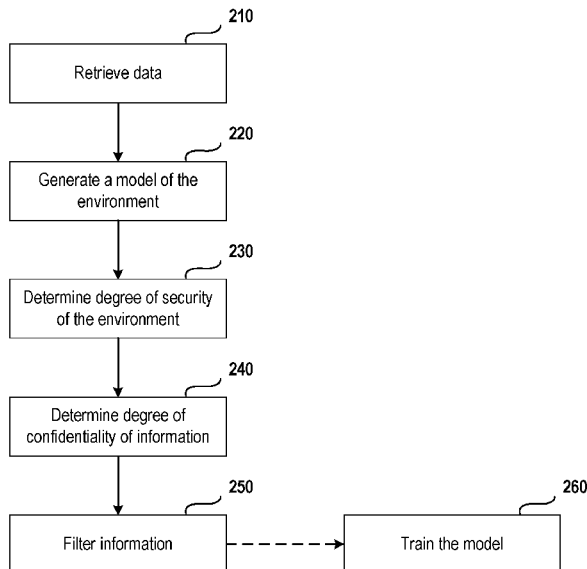 210
Retrieve data
220
Generate a model of the
environment
230
Determine degree of security
of the environment
240
Determine degree of
confidentiality of information
250
Filter information
260
Train the model